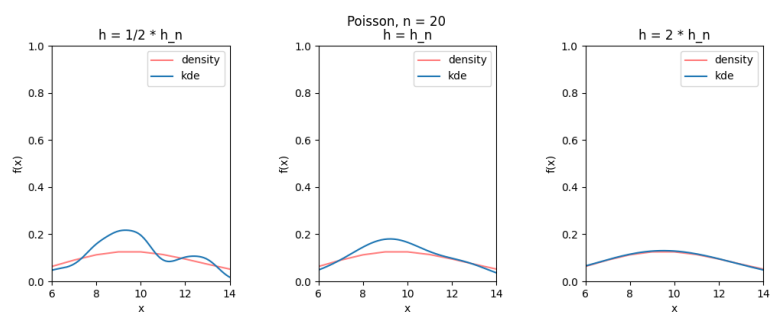 Poisson, n = 20
h = 1/2 * h_n
1.0
0.8
0.6
0.4
0.2
0.0
f(x)
density
kde
6 8 10 12 14
x
h = h_n
1.0
0.8
0.6
0.4
0.2
0.0
f(x)
density
kde
6 8 10 12 14
x
h = 2 * h_n
1.0
0.8
0.6
0.4
0.2
0.0
f(x)
density
kde
6 8 10 12 14
x